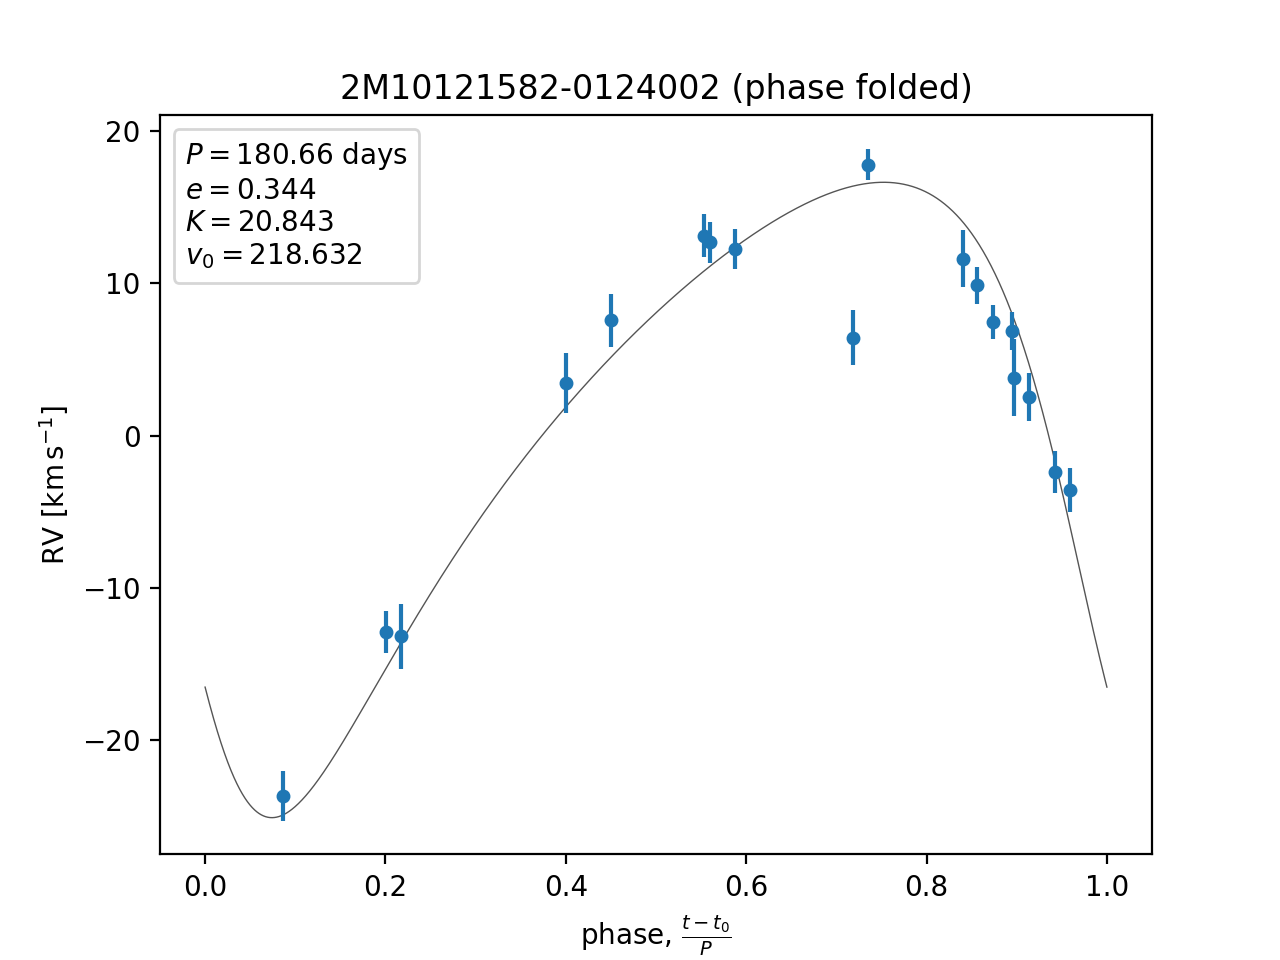 2M10121582-0124002 (phase folded)
P = 180.66 days
e = 0.344
K = 20.843
v₀ = 218.632
20
10
0
−10
−20
RV [km s⁻¹]
0.0 0.2 0.4 0.6 0.8 1.0
phase, (t − t₀)/P